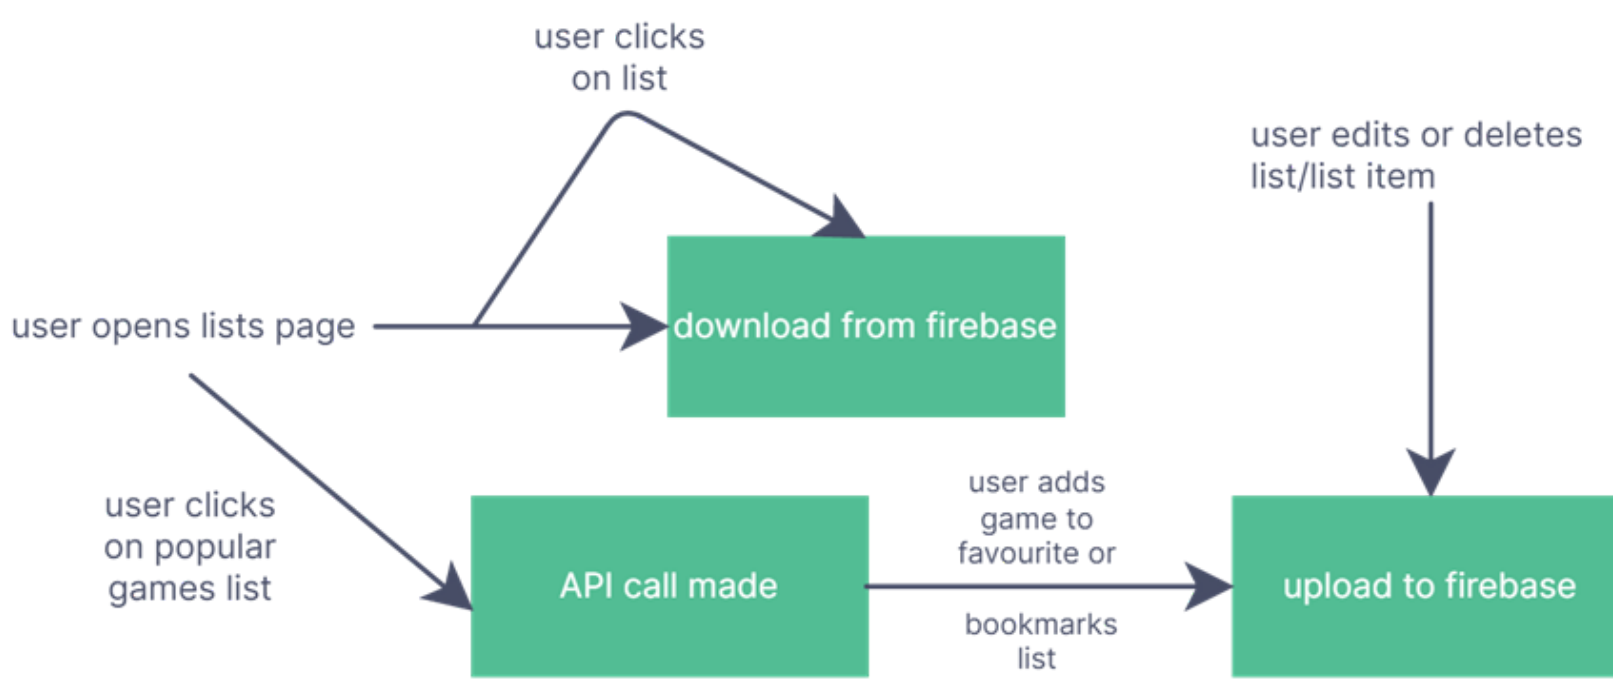 user clicks
on list
user edits or deletes
list/list item
user opens lists page
download from firebase
user clicks
on popular
games list
API call made
user adds
game to
favourite or
bookmarks
list
upload to firebase